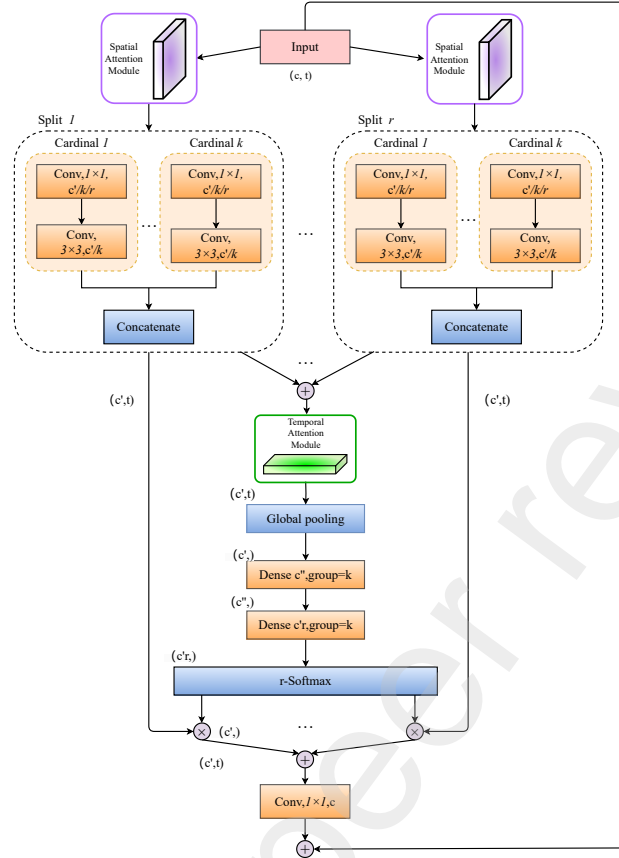 Input
(c, t)
Spatial
Attention
Module
Spatial
Attention
Module
Split 1
Split r
Cardinal 1
Cardinal k
Cardinal 1
Cardinal k
Conv,1×1,
c'/k/r
Conv,1×1,
c'/k/r
Conv,1×1,
c'/k/r
Conv,1×1,
c'/k/r
...
...
...
Conv,
3×3,c'/k
Conv,
3×3,c'/k
Conv,
3×3,c'/k
Conv,
3×3,c'/k
Concatenate
Concatenate
...
(c',t)
(c',t)
+
Temporal
Attention
Module
(c',t)
Global pooling
(c',)
Dense c'',group=k
(c'',)
Dense c'r,group=k
(c'r,)
r-Softmax
...
×
(c',)
×
(c',t)
+
Conv,1×1,c
+
peer re